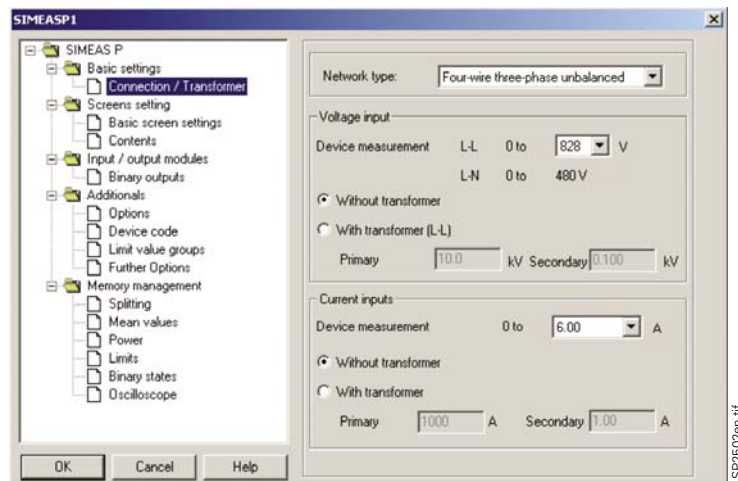 SIMEASP1
SIMEAS P
Basic settings
Connection / Transformer
Screens setting
Basic screen settings
Contents
Input / output modules
Binary outputs
Additionals
Options
Device code
Limit value groups
Further Options
Memory management
Splitting
Mean values
Power
Limits
Binary states
Oscilloscope
OK Cancel Help
Network type: Four-wire three-phase unbalanced
Voltage input
Device measurement L-L 0 to 828 V
L-N 0 to 480 V
Without transformer
With transformer (L-L)
Primary 10.0 kV Secondary 0.100 kV
Current inputs
Device measurement 0 to 6.00 A
Without transformer
With transformer
Primary 1000 A Secondary 1.00 A
SP2502en.tif